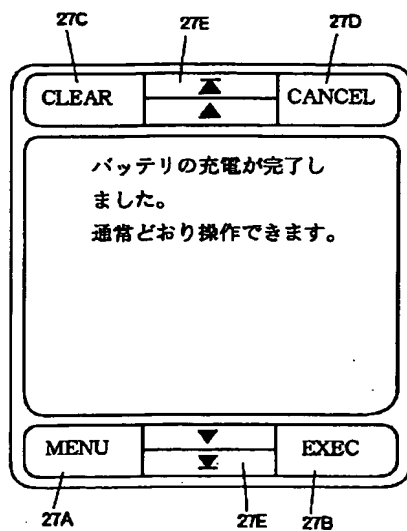 27C 27E 27D
CLEAR CANCEL
バッテリの充電が完了し
ました。
通常どおり操作できます。
MENU EXEC
27A 27E 27B